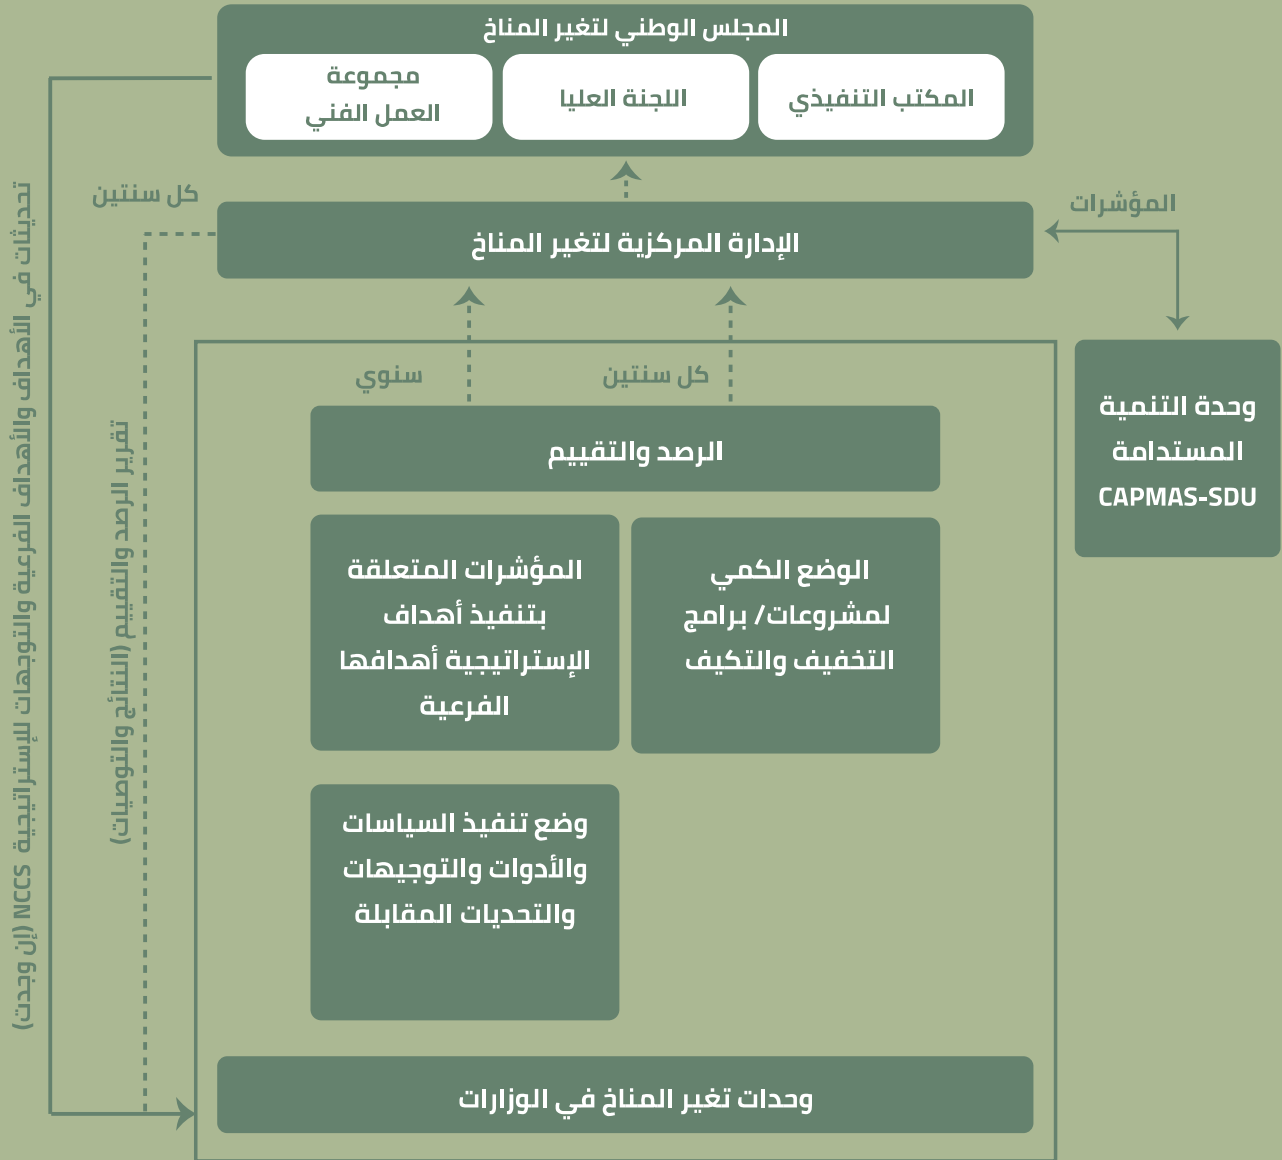 المجلس الوطني لتغير المناخ
المكتب التنفيذي
اللجنة العليا
مجموعة
العمل الفني
كل سنتين
المؤشرات
الإدارة المركزية لتغير المناخ
وحدة التنمية
المستدامة
CAPMAS-SDU
كل سنتين
سنوي
الرصد والتقييم
الوضع الكمي
لمشروعات/ برامج
التخفيف والتكيف
المؤشرات المتعلقة
بتنفيذ أهداف
الإستراتيجية أهدافها
الفرعية
وضع تنفيذ السياسات
والأدوات والتوجيهات
والتحديات المقابلة
وحدات تغير المناخ في الوزارات
تقرير الرصد والتقييم (النتائج والتوصيات)
تحديثات في الأهداف والأهداف الفرعية والتوجهات للإستراتيجية NCCS (إن وجدت)